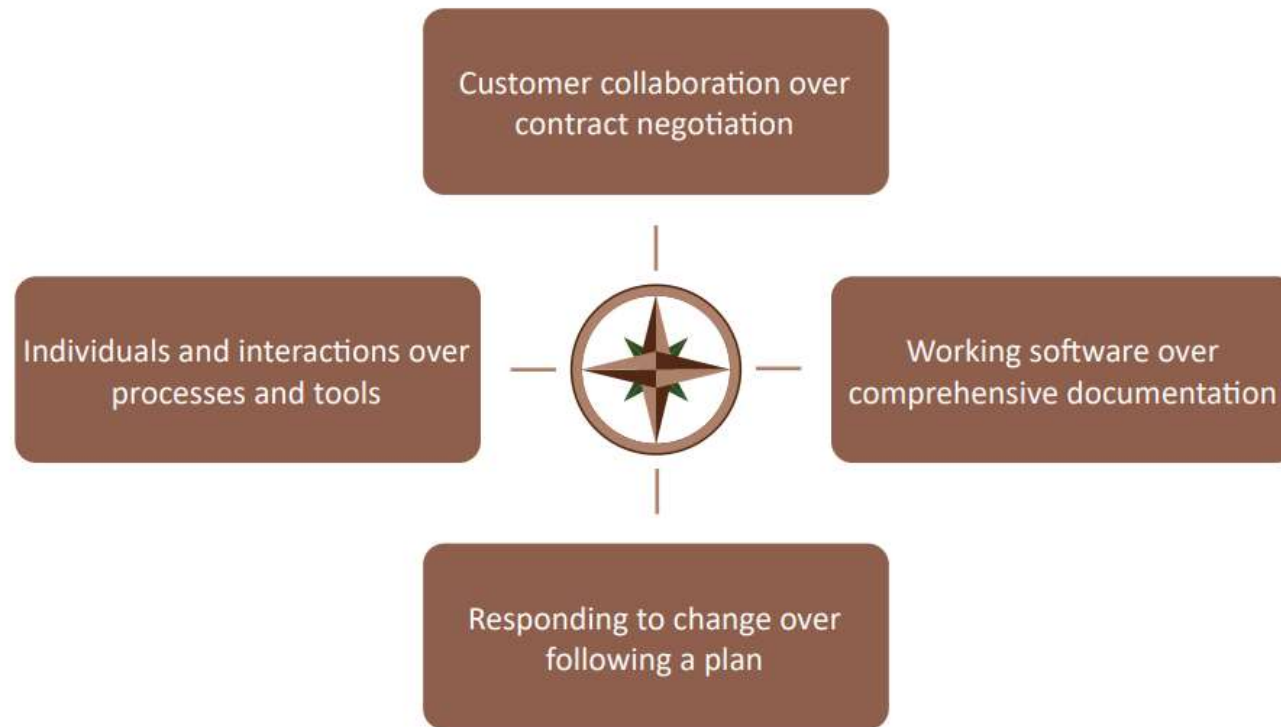 Customer collaboration over
contract negotiation
Individuals and interactions over
processes and tools
Working software over
comprehensive documentation
Responding to change over
following a plan